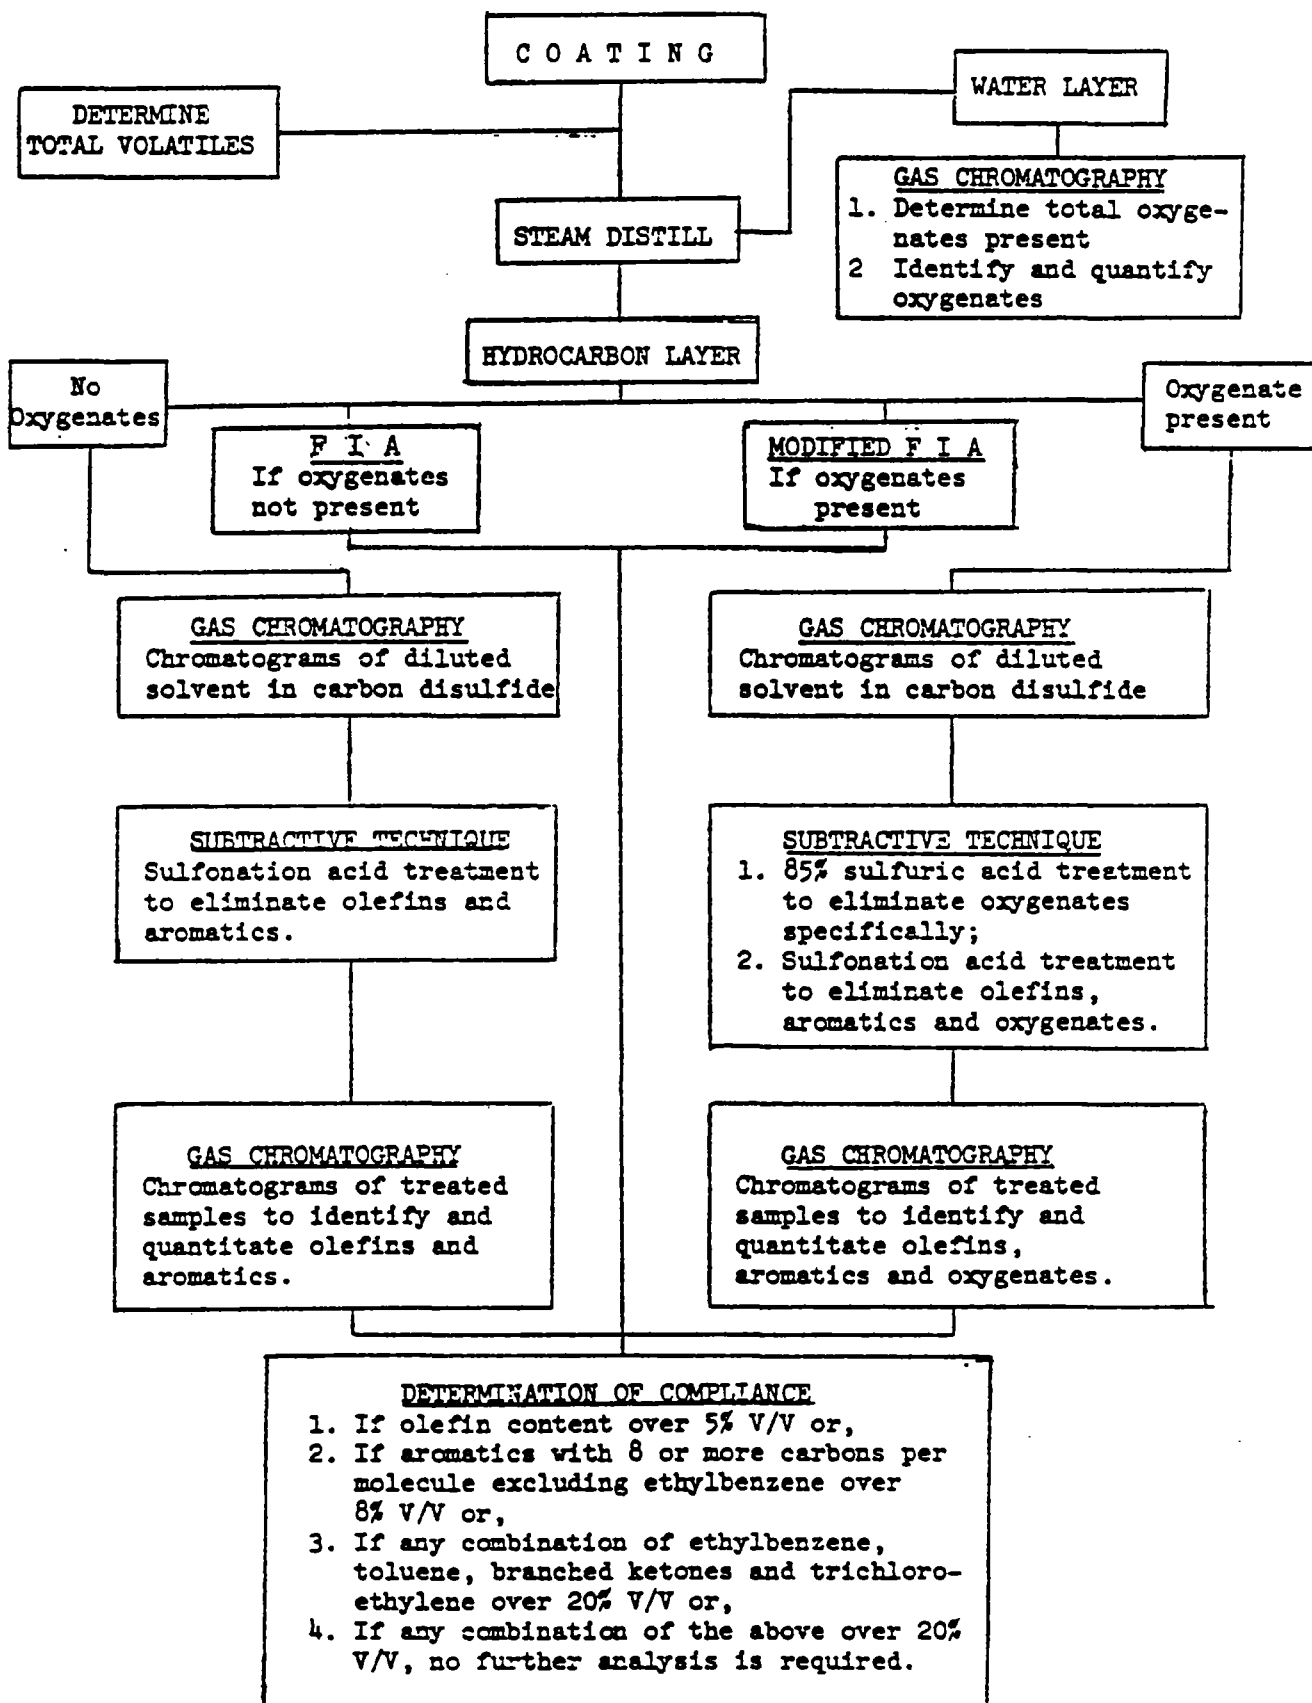 C O A T I N G
WATER LAYER
DETERMINE
TOTAL VOLATILES
GAS CHROMATOGRAPHY
1. Determine total oxyge-
nates present
2 Identify and quantify
oxygenates
STEAM DISTILL
HYDROCARBON LAYER
No
Oxygenates
Oxygenate
present
F I A
If oxygenates
not present
MODIFIED F I A
If oxygenates
present
GAS CHROMATOGRAPHY
Chromatograms of diluted
solvent in carbon disulfide
GAS CHROMATOGRAPHY
Chromatograms of diluted
solvent in carbon disulfide
SUBTRACTIVE TECHNIQUE
Sulfonation acid treatment
to eliminate olefins and
aromatics.
SUBTRACTIVE TECHNIQUE
1. 85% sulfuric acid treatment
to eliminate oxygenates
specifically;
2. Sulfonation acid treatment
to eliminate olefins,
aromatics and oxygenates.
GAS CHROMATOGRAPHY
Chromatograms of treated
samples to identify and
quantitate olefins and
aromatics.
GAS CHROMATOGRAPHY
Chromatograms of treated
samples to identify and
quantitate olefins,
aromatics and oxygenates.
DETERMINATION OF COMPLIANCE
1. If olefin content over 5% V/V or,
2. If aromatics with 8 or more carbons per
molecule excluding ethylbenzene over
8% V/V or,
3. If any combination of ethylbenzene,
toluene, branched ketones and trichloro-
ethylene over 20% V/V or,
4. If any combination of the above over 20%
V/V, no further analysis is required.